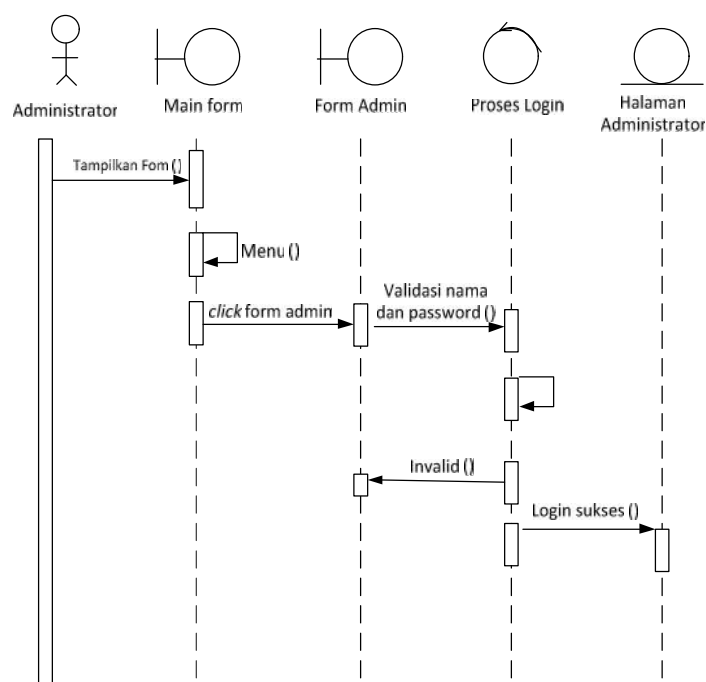 Administrator
Main form
Form Admin
Proses Login
Halaman
Administrator
Tampilkan Fom ()
Menu ()
click form admin
Validasi nama
dan password ()
Invalid ()
Login sukses ()